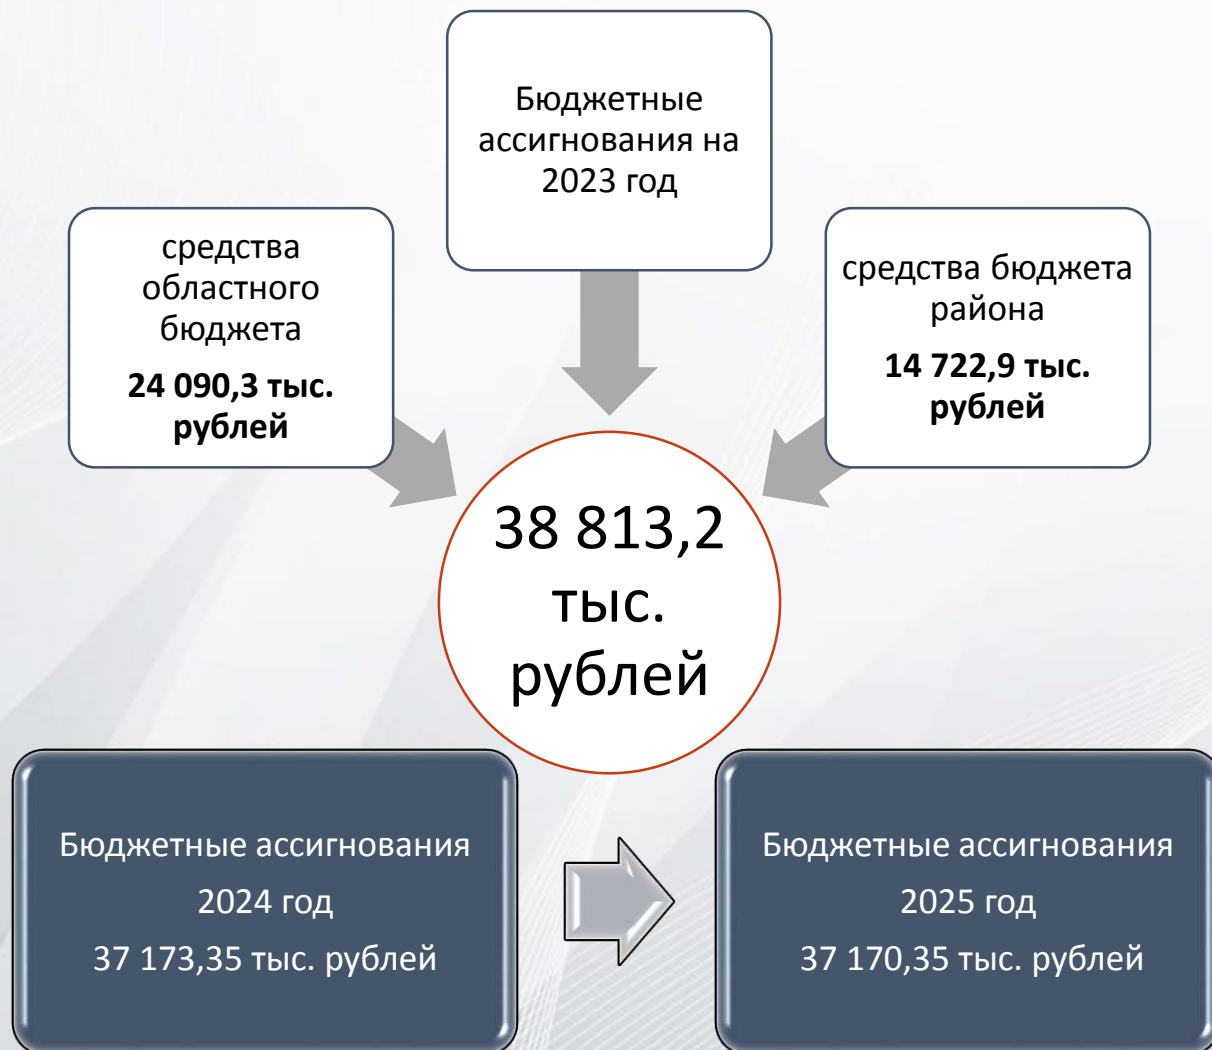 Бюджетные
ассигнования на
2023 год
средства
областного
бюджета
24 090,3 тыс.
рублей
средства бюджета
района
14 722,9 тыс.
рублей
38 813,2
тыс.
рублей
Бюджетные ассигнования
2024 год
37 173,35 тыс. рублей
Бюджетные ассигнования
2025 год
37 170,35 тыс. рублей